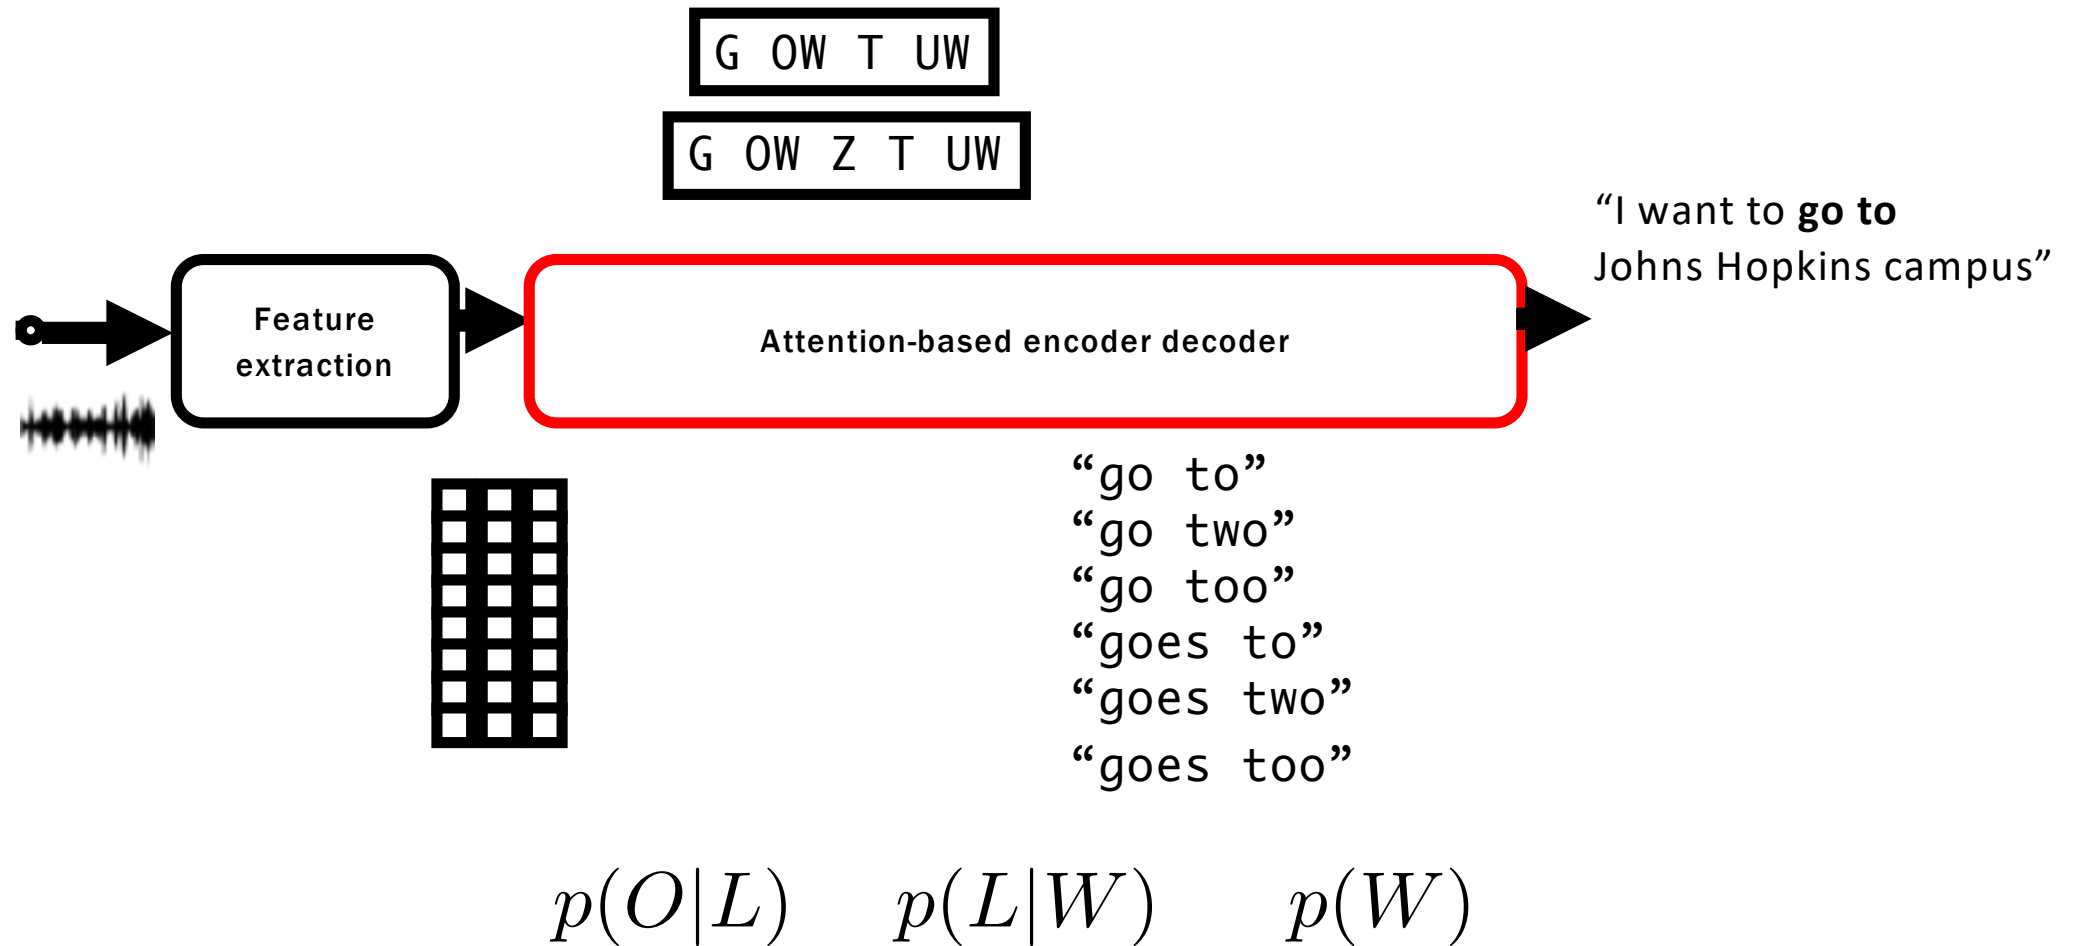 G OW T UW
G OW Z T UW
“I want to go to
Johns Hopkins campus”
Feature
extraction
Attention-based encoder decoder
“go to”
“go two”
“go too”
“goes to”
“goes two”
“goes too”
p(O|L) p(L|W) p(W)